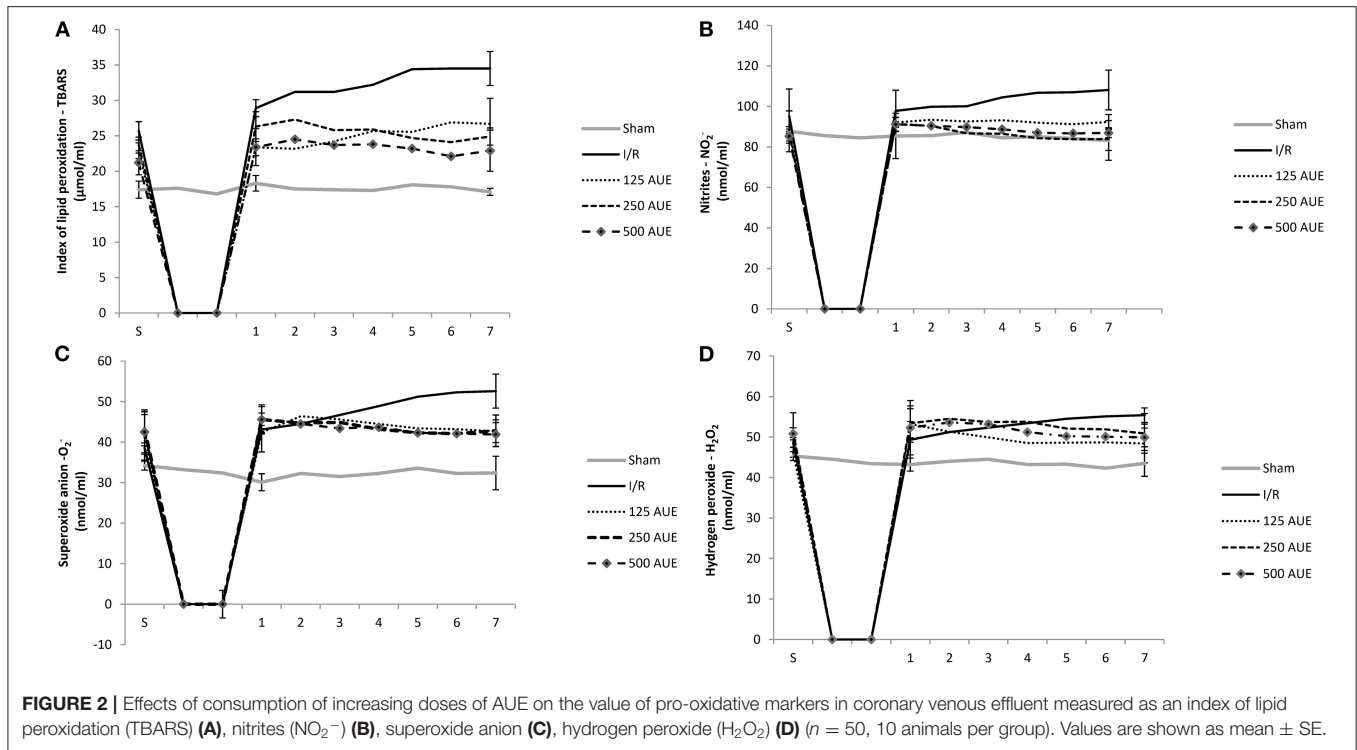 A
Index of lipid peroxidation - TBARS
(μmol/ml)
40
35
30
25
20
15
10
5
0
S 1 2 3 4 5 6 7
Sham
I/R
125 AUE
250 AUE
500 AUE
B
Nitrites - NO₂⁻
(nmol/ml)
140
120
100
80
60
40
20
0
S 1 2 3 4 5 6 7
Sham
I/R
125 AUE
250 AUE
500 AUE
C
Superoxide anion -O₂⁻
(nmol/ml)
60
50
40
30
20
10
0
-10
S 1 2 3 4 5 6 7
Sham
I/R
125 AUE
250 AUE
500 AUE
D
Hydrogen peroxide - H₂O₂
(nmol/ml)
70
60
50
40
30
20
10
0
S 1 2 3 4 5 6 7
Sham
I/R
125 AUE
250 AUE
500 AUE
FIGURE 2 | Effects of consumption of increasing doses of AUE on the value of pro-oxidative markers in coronary venous effluent measured as an index of lipid
peroxidation (TBARS) (A), nitrites (NO₂⁻) (B), superoxide anion (C), hydrogen peroxide (H₂O₂) (D) (n = 50, 10 animals per group). Values are shown as mean ± SE.